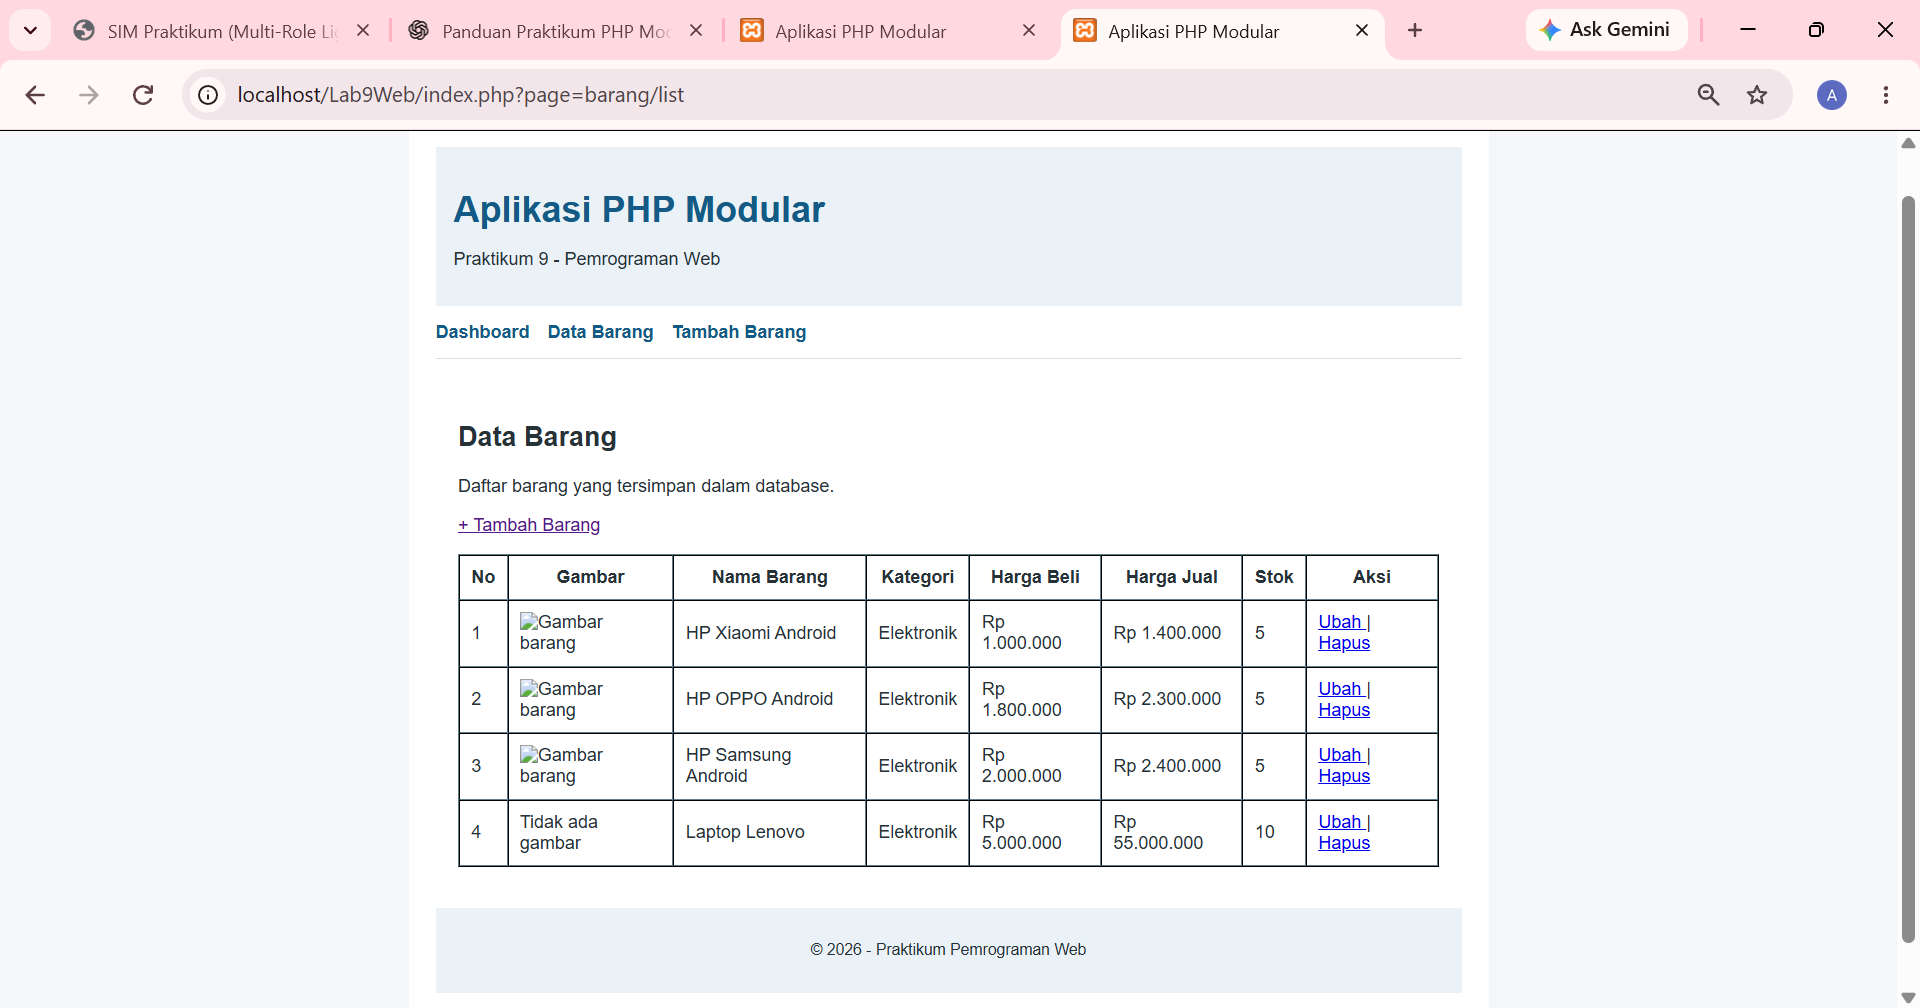 SIM Praktikum (Multi-Role Li
Panduan Praktikum PHP Mo
Aplikasi PHP Modular
Aplikasi PHP Modular
Ask Gemini
localhost/Lab9Web/index.php?page=barang/list
A
Aplikasi PHP Modular
Praktikum 9 - Pemrograman Web
Dashboard Data Barang Tambah Barang
Data Barang
Daftar barang yang tersimpan dalam database.
+ Tambah Barang
No Gambar Nama Barang Kategori Harga Beli Harga Jual Stok Aksi
1 Gambar barang HP Xiaomi Android Elektronik Rp 1.000.000 Rp 1.400.000 5 Ubah | Hapus
2 Gambar barang HP OPPO Android Elektronik Rp 1.800.000 Rp 2.300.000 5 Ubah | Hapus
3 Gambar barang HP Samsung Android Elektronik Rp 2.000.000 Rp 2.400.000 5 Ubah | Hapus
4 Tidak ada gambar Laptop Lenovo Elektronik Rp 5.000.000 Rp 55.000.000 10 Ubah | Hapus
© 2026 - Praktikum Pemrograman Web